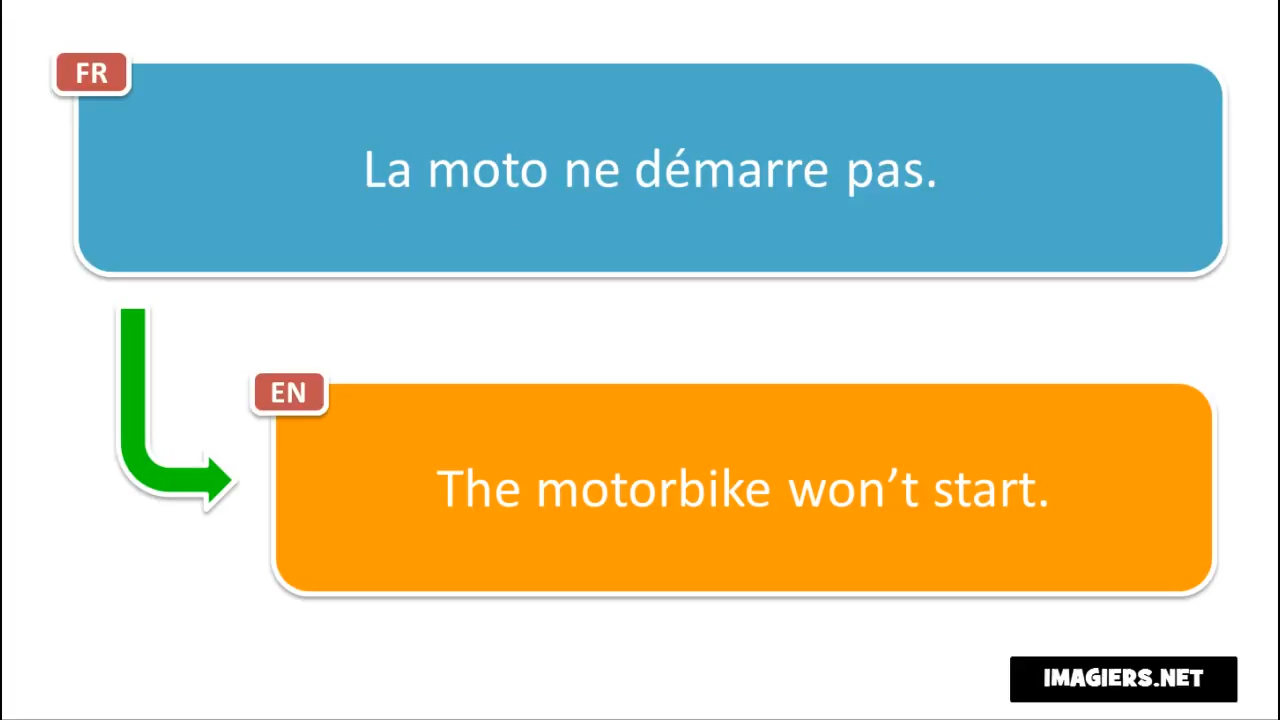 FR
La moto ne démarre pas.
EN
The motorbike won’t start.
IMAGIERS.NET